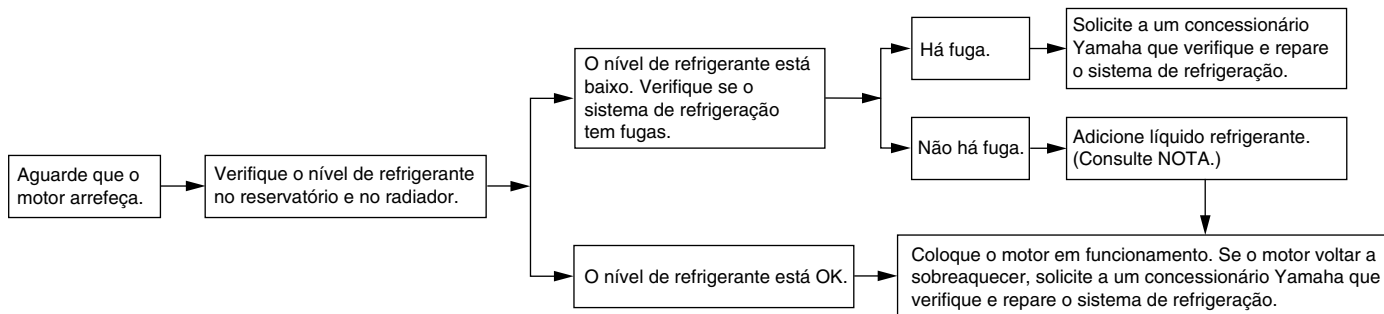 Aguarde que o
motor arrefeça.
Verifique o nível de refrigerante
no reservatório e no radiador.
O nível de refrigerante está
baixo. Verifique se o
sistema de refrigeração
tem fugas.
Há fuga.
Solicite a um concessionário
Yamaha que verifique e repare
o sistema de refrigeração.
Não há fuga.
Adicione líquido refrigerante.
(Consulte NOTA.)
O nível de refrigerante está OK.
Coloque o motor em funcionamento. Se o motor voltar a
sobreaquecer, solicite a um concessionário Yamaha que
verifique e repare o sistema de refrigeração.